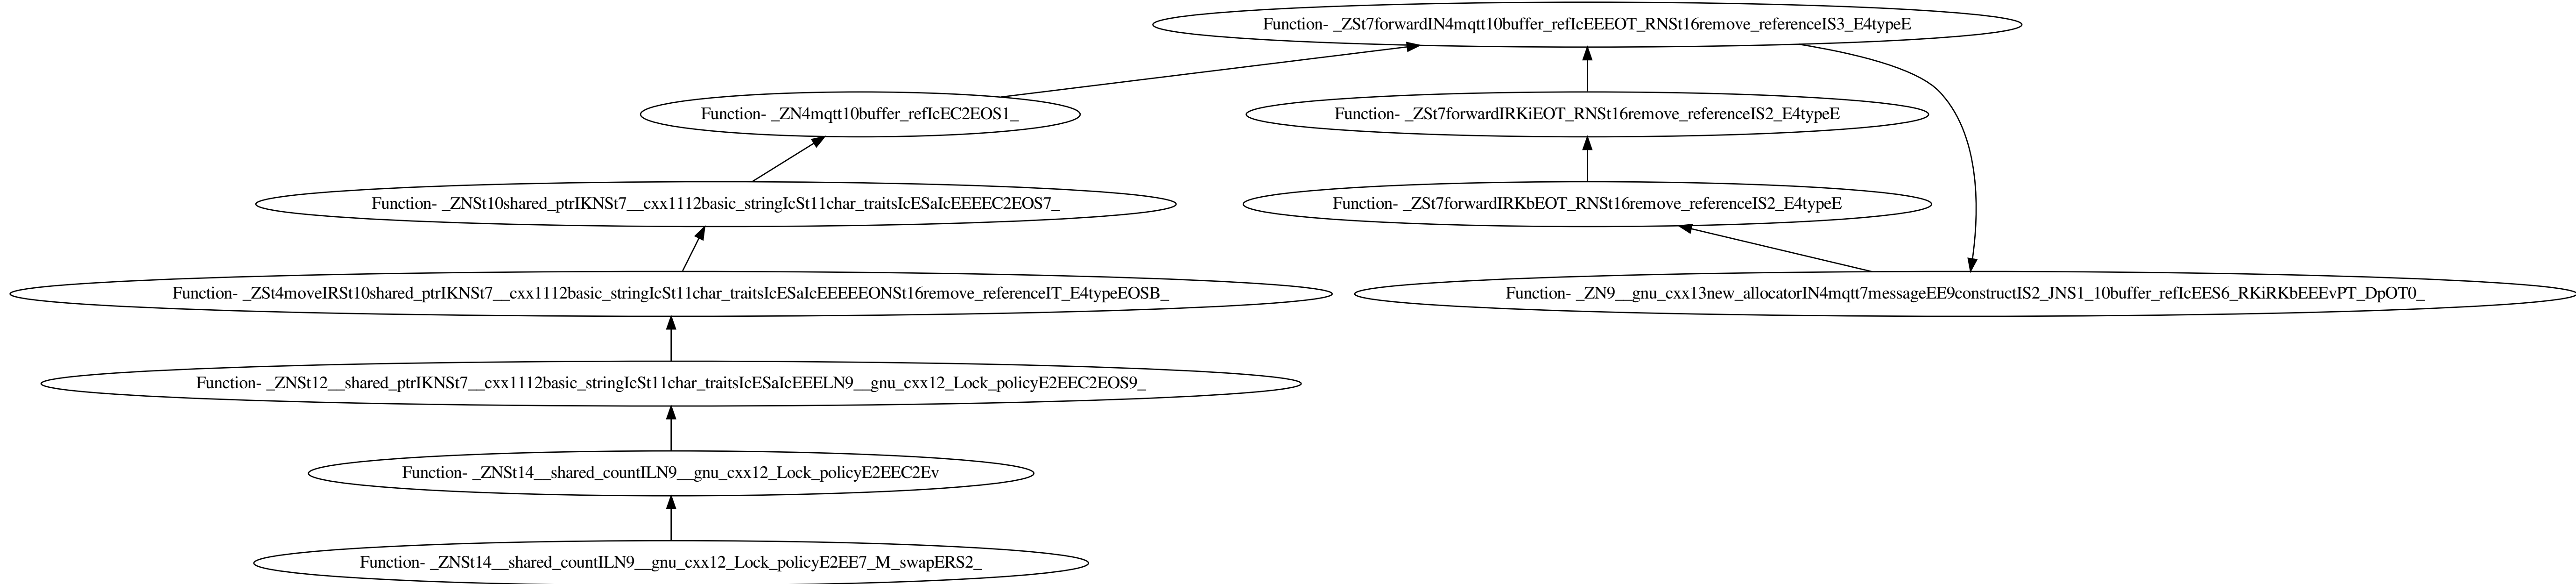 Function- _ZSt7forwardIN4mqtt10buffer_refIcEEEOT_RNSt16remove_referenceIS3_E4typeE
Function- _ZN4mqtt10buffer_refIcEC2EOS1_
Function- _ZSt7forwardIRKiEOT_RNSt16remove_referenceIS2_E4typeE
Function- _ZNSt10shared_ptrIKNSt7__cxx1112basic_stringIcSt11char_traitsIcESaIcEEEEC2EOS7_
Function- _ZSt7forwardIRKbEOT_RNSt16remove_referenceIS2_E4typeE
Function- _ZSt4moveIRSt10shared_ptrIKNSt7__cxx1112basic_stringIcSt11char_traitsIcESaIcEEEEEONSt16remove_referenceIT_E4typeEOSB_
Function- _ZN9__gnu_cxx13new_allocatorIN4mqtt7messageEE9constructIS2_JNS1_10buffer_refIcEES6_RKiRKbEEEvPT_DpOT0_
Function- _ZNSt12__shared_ptrIKNSt7__cxx1112basic_stringIcSt11char_traitsIcESaIcEEELN9__gnu_cxx12_Lock_policyE2EEC2EOS9_
Function- _ZNSt14__shared_countILN9__gnu_cxx12_Lock_policyE2EEC2Ev
Function- _ZNSt14__shared_countILN9__gnu_cxx12_Lock_policyE2EE7_M_swapERS2_